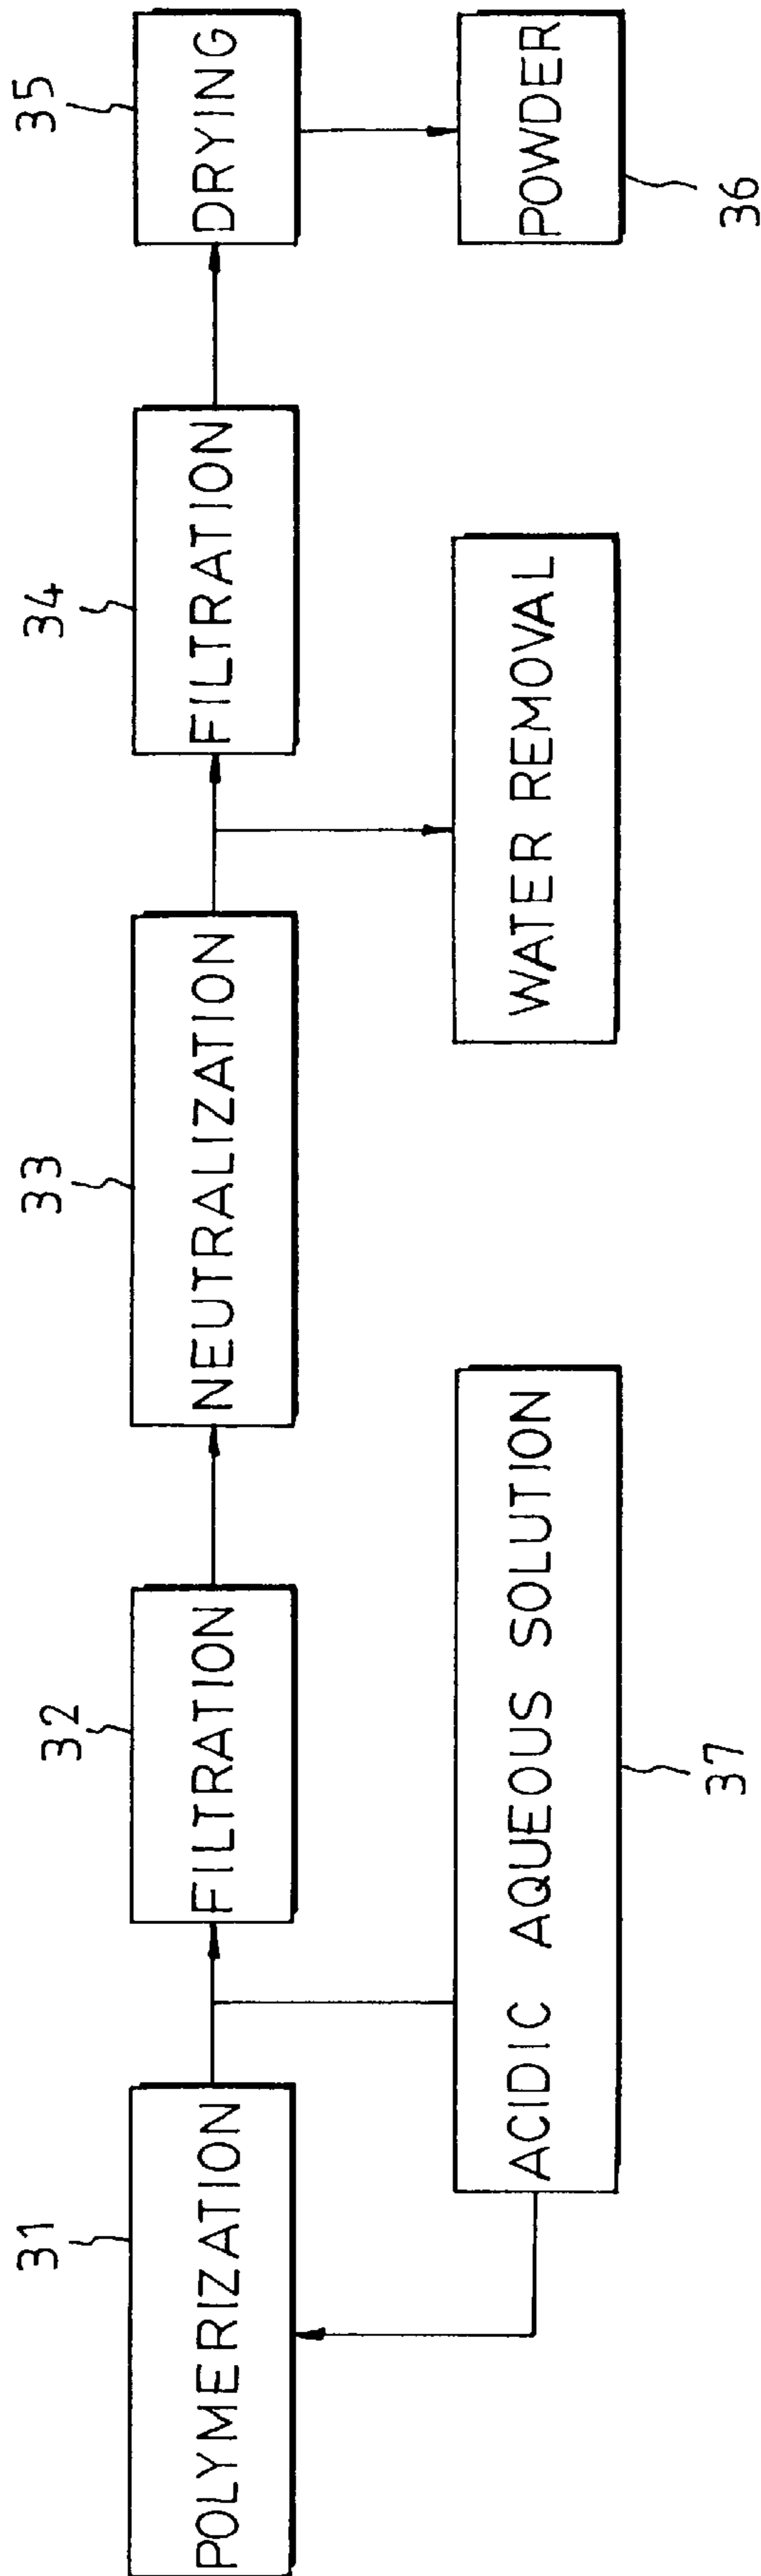 31
POLYMERIZATION
32
FILTRATION
33
NEUTRALIZATION
34
FILTRATION
35
DRYING
ACIDIC AQUEOUS SOLUTION
37
WATER REMOVAL
POWDER
36